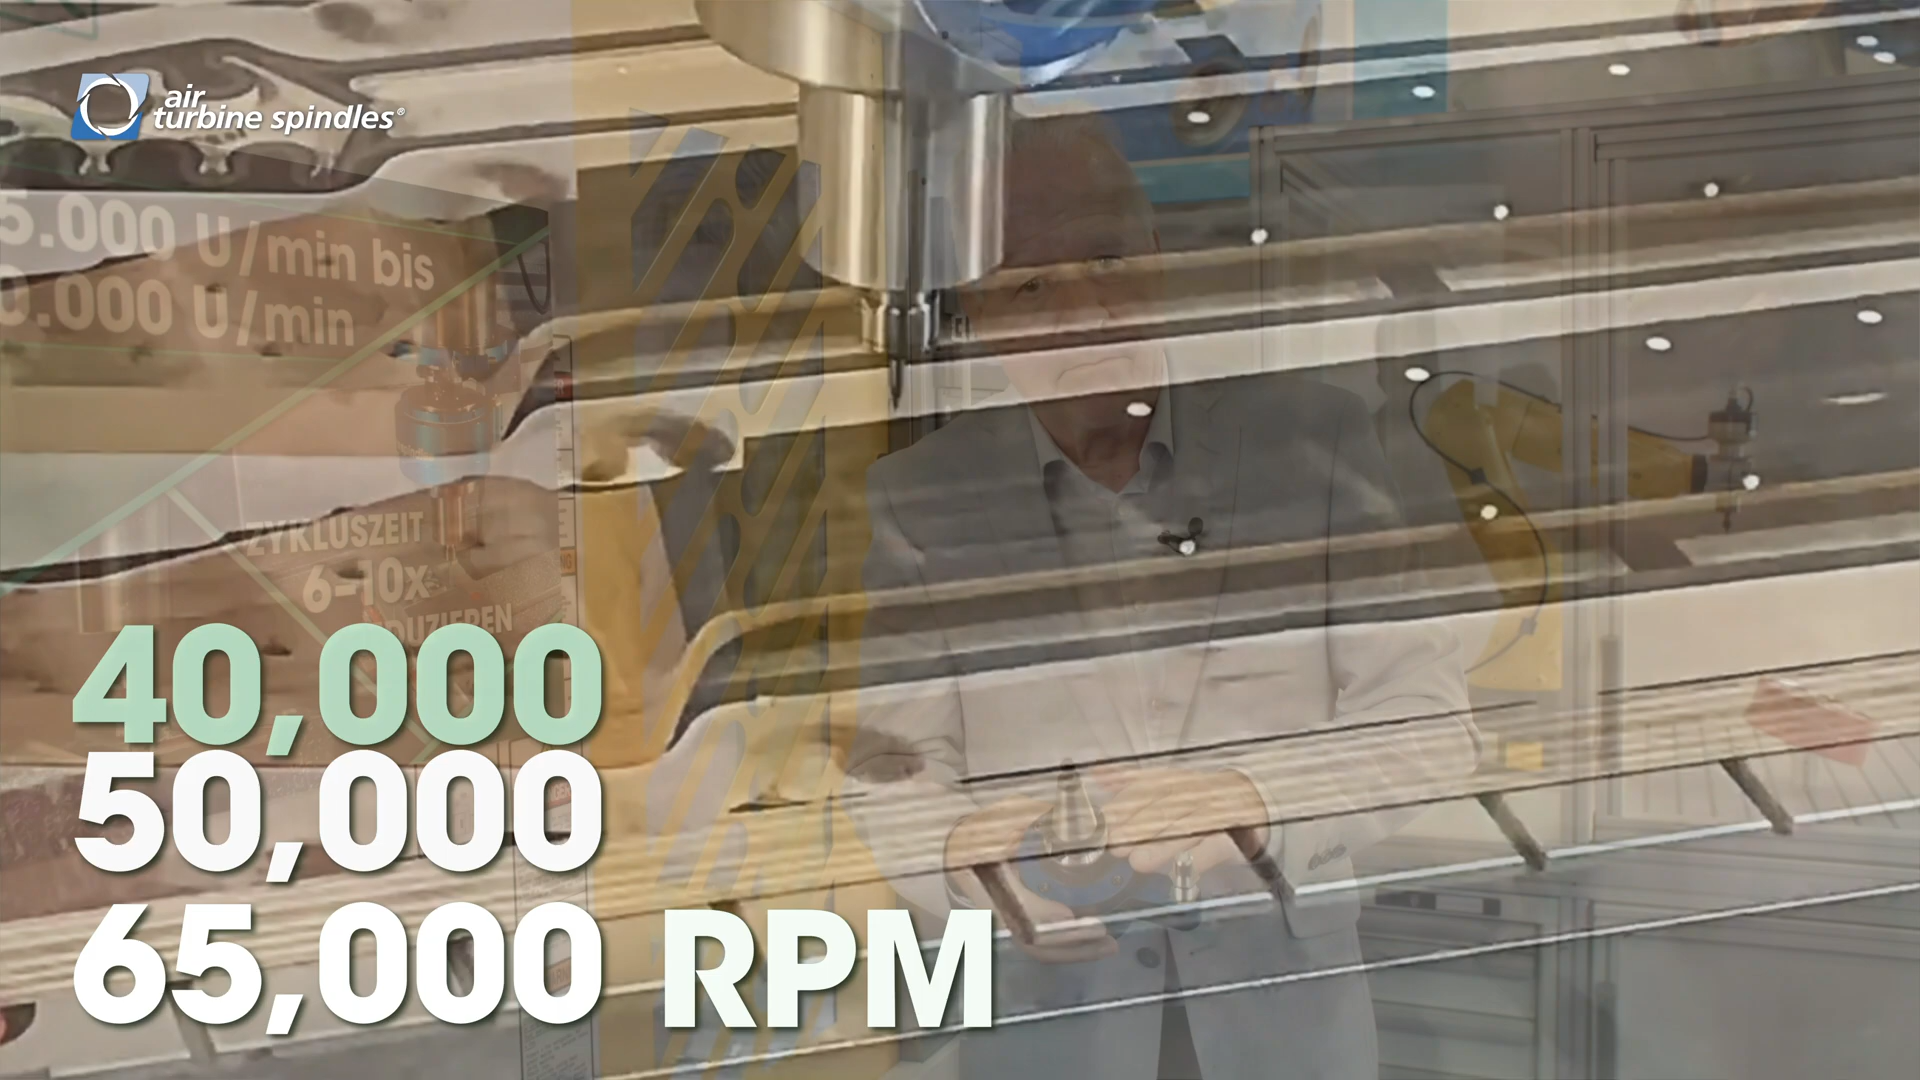 air
turbine spindles®
5.000 U/min bis
0.000 U/min
ZYKLUSZEIT
6-10x
DUZIEREN
40,000
50,000
65,000 RPM